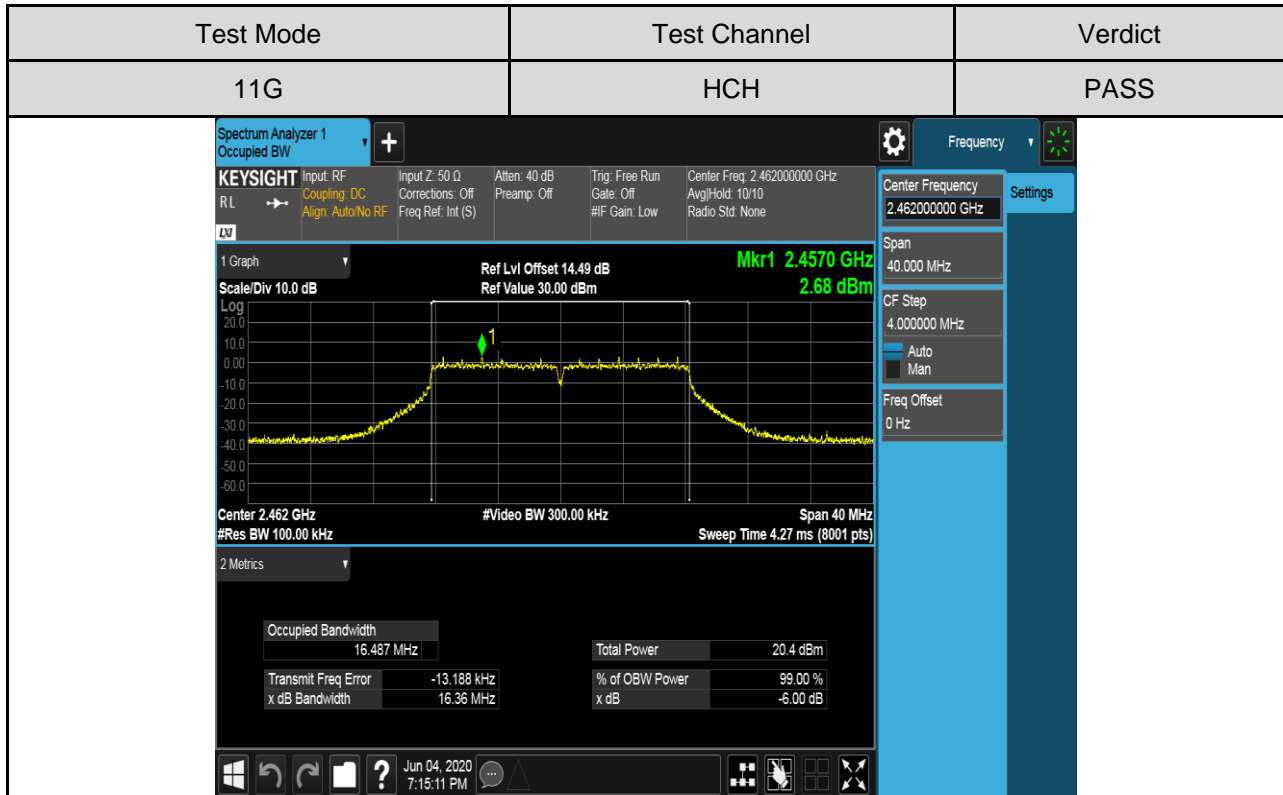 Test Mode Test Channel Verdict
11G HCH PASS
Spectrum Analyzer 1
Occupied BW
+
Frequency
KEYSIGHT Input: RF Input Z: 50 Ω Atten: 40 dB Trig: Free Run Center Freq: 2.462000000 GHz
Coupling: DC Corrections: Off Preamp: Off Gate: Off Avg|Hold: 10/10
RL Align: Auto/No RF Freq Ref: Int (S) #IF Gain: Low Radio Std: None
LXI
Center Frequency
2.462000000 GHz
Settings
Span
40.000 MHz
CF Step
4.000000 MHz
Auto
Man
Freq Offset
0 Hz
1 Graph Ref Lvl Offset 14.49 dB Mkr1 2.4570 GHz
Scale/Div 10.0 dB Ref Value 30.00 dBm 2.68 dBm
Log
20.0
10.0
0.00
-10.0
-20.0
-30.0
-40.0
-50.0
-60.0
1
Center 2.462 GHz #Video BW 300.00 kHz Span 40 MHz
#Res BW 100.00 kHz Sweep Time 4.27 ms (8001 pts)
2 Metrics
Occupied Bandwidth
16.487 MHz Total Power 20.4 dBm
Transmit Freq Error -13.188 kHz % of OBW Power 99.00 %
x dB Bandwidth 16.36 MHz x dB -6.00 dB
? Jun 04, 2020
7:15:11 PM